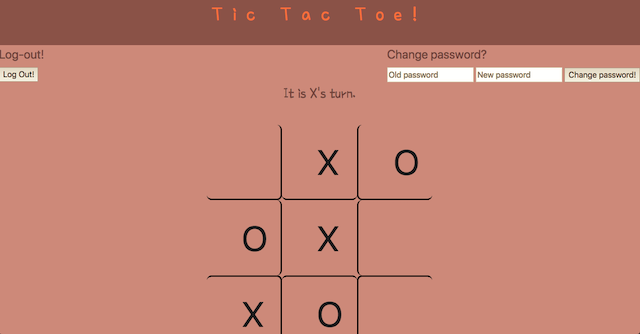 Tic Tac Toe!
Log-out!
Change password?
Log Out!
Old password New password Change password!
It is X's turn.
X O
O X
X O